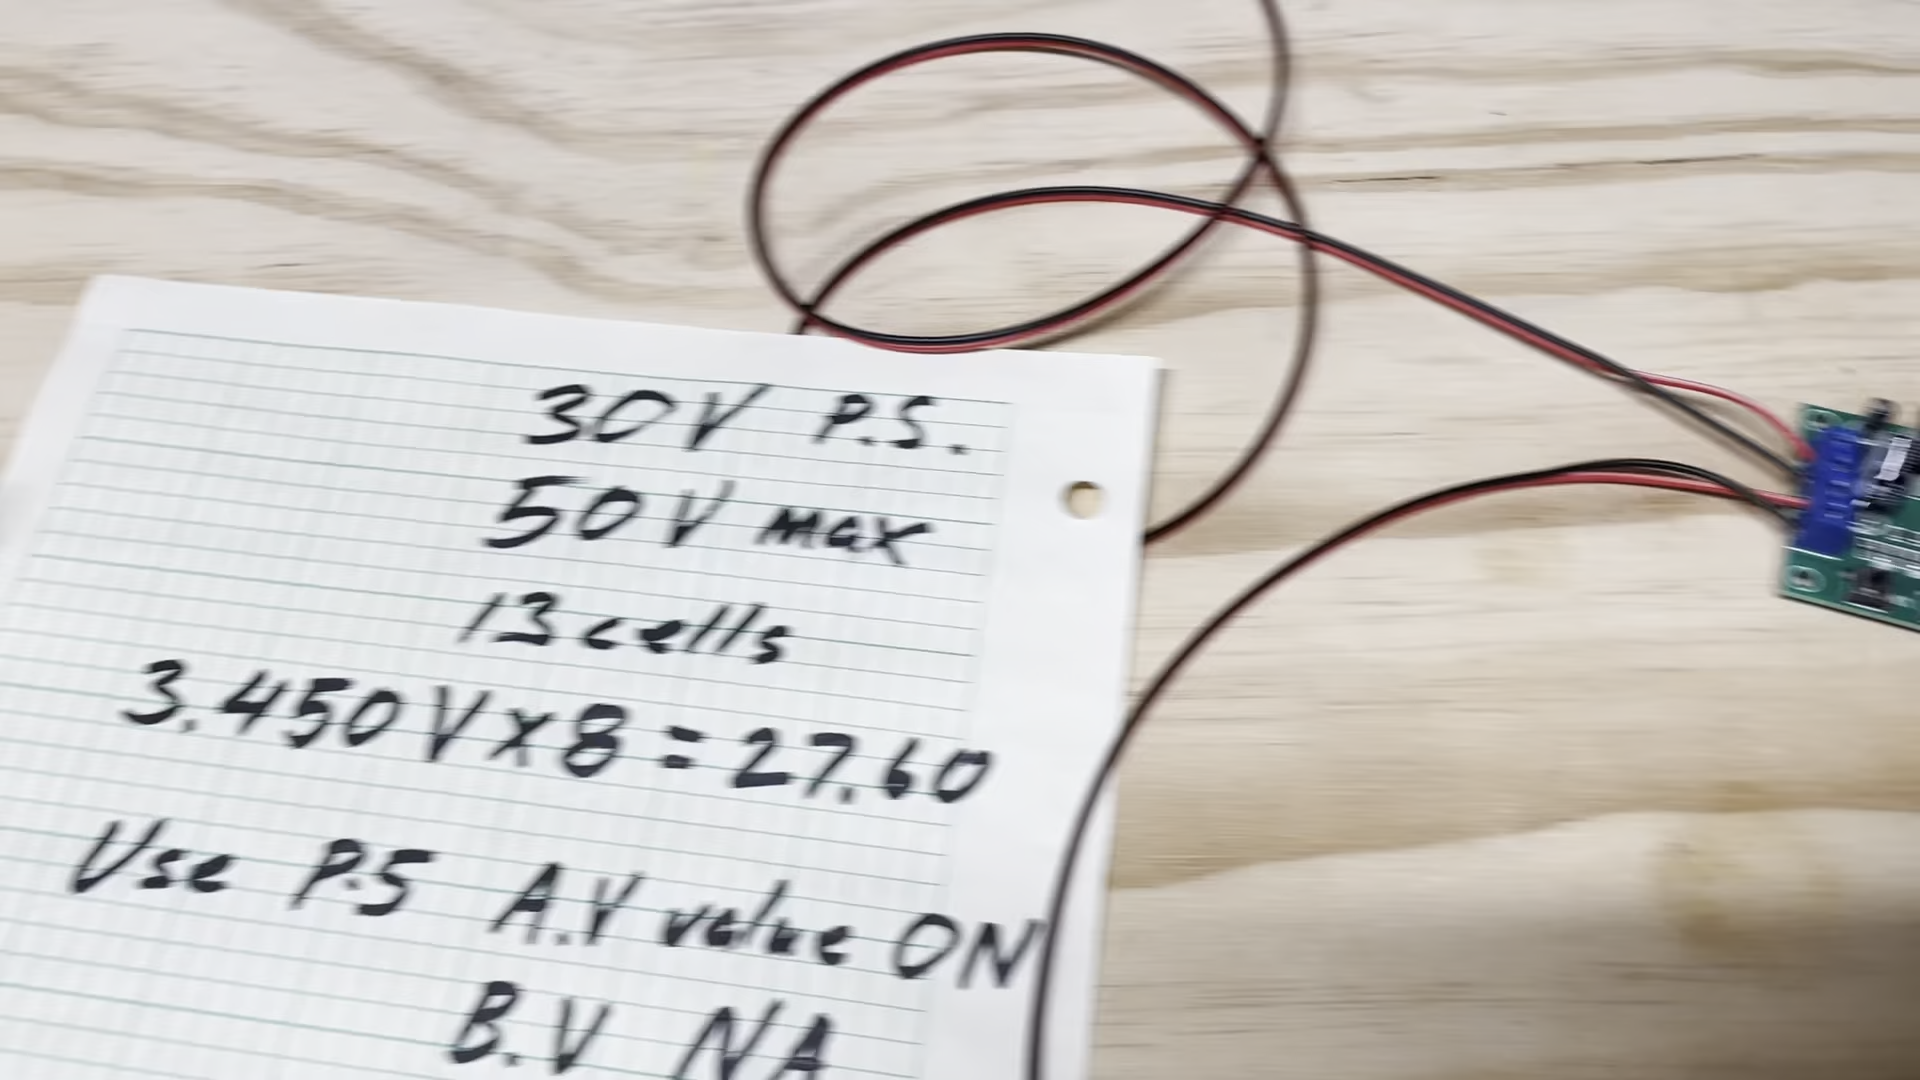 30V P.S.
50V max
13 cells
3.450V x 8 = 27.60
Use P.S A.V value ON
B.V NA